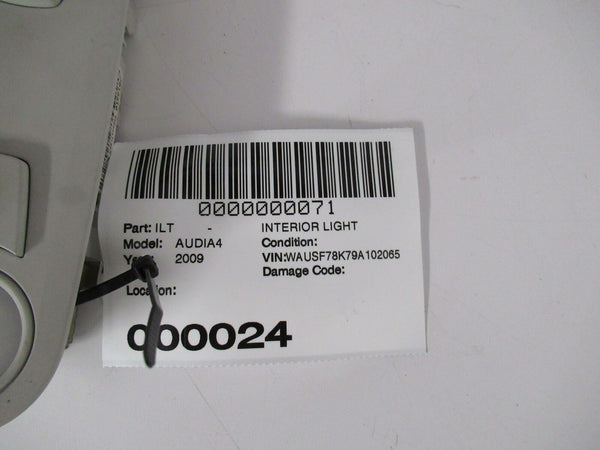 0000000071
Part: ILT - INTERIOR LIGHT
Model: AUDIA4 Condition:
2009 VIN:WAUSF78K79A102065
Damage Code:
Location:
000024